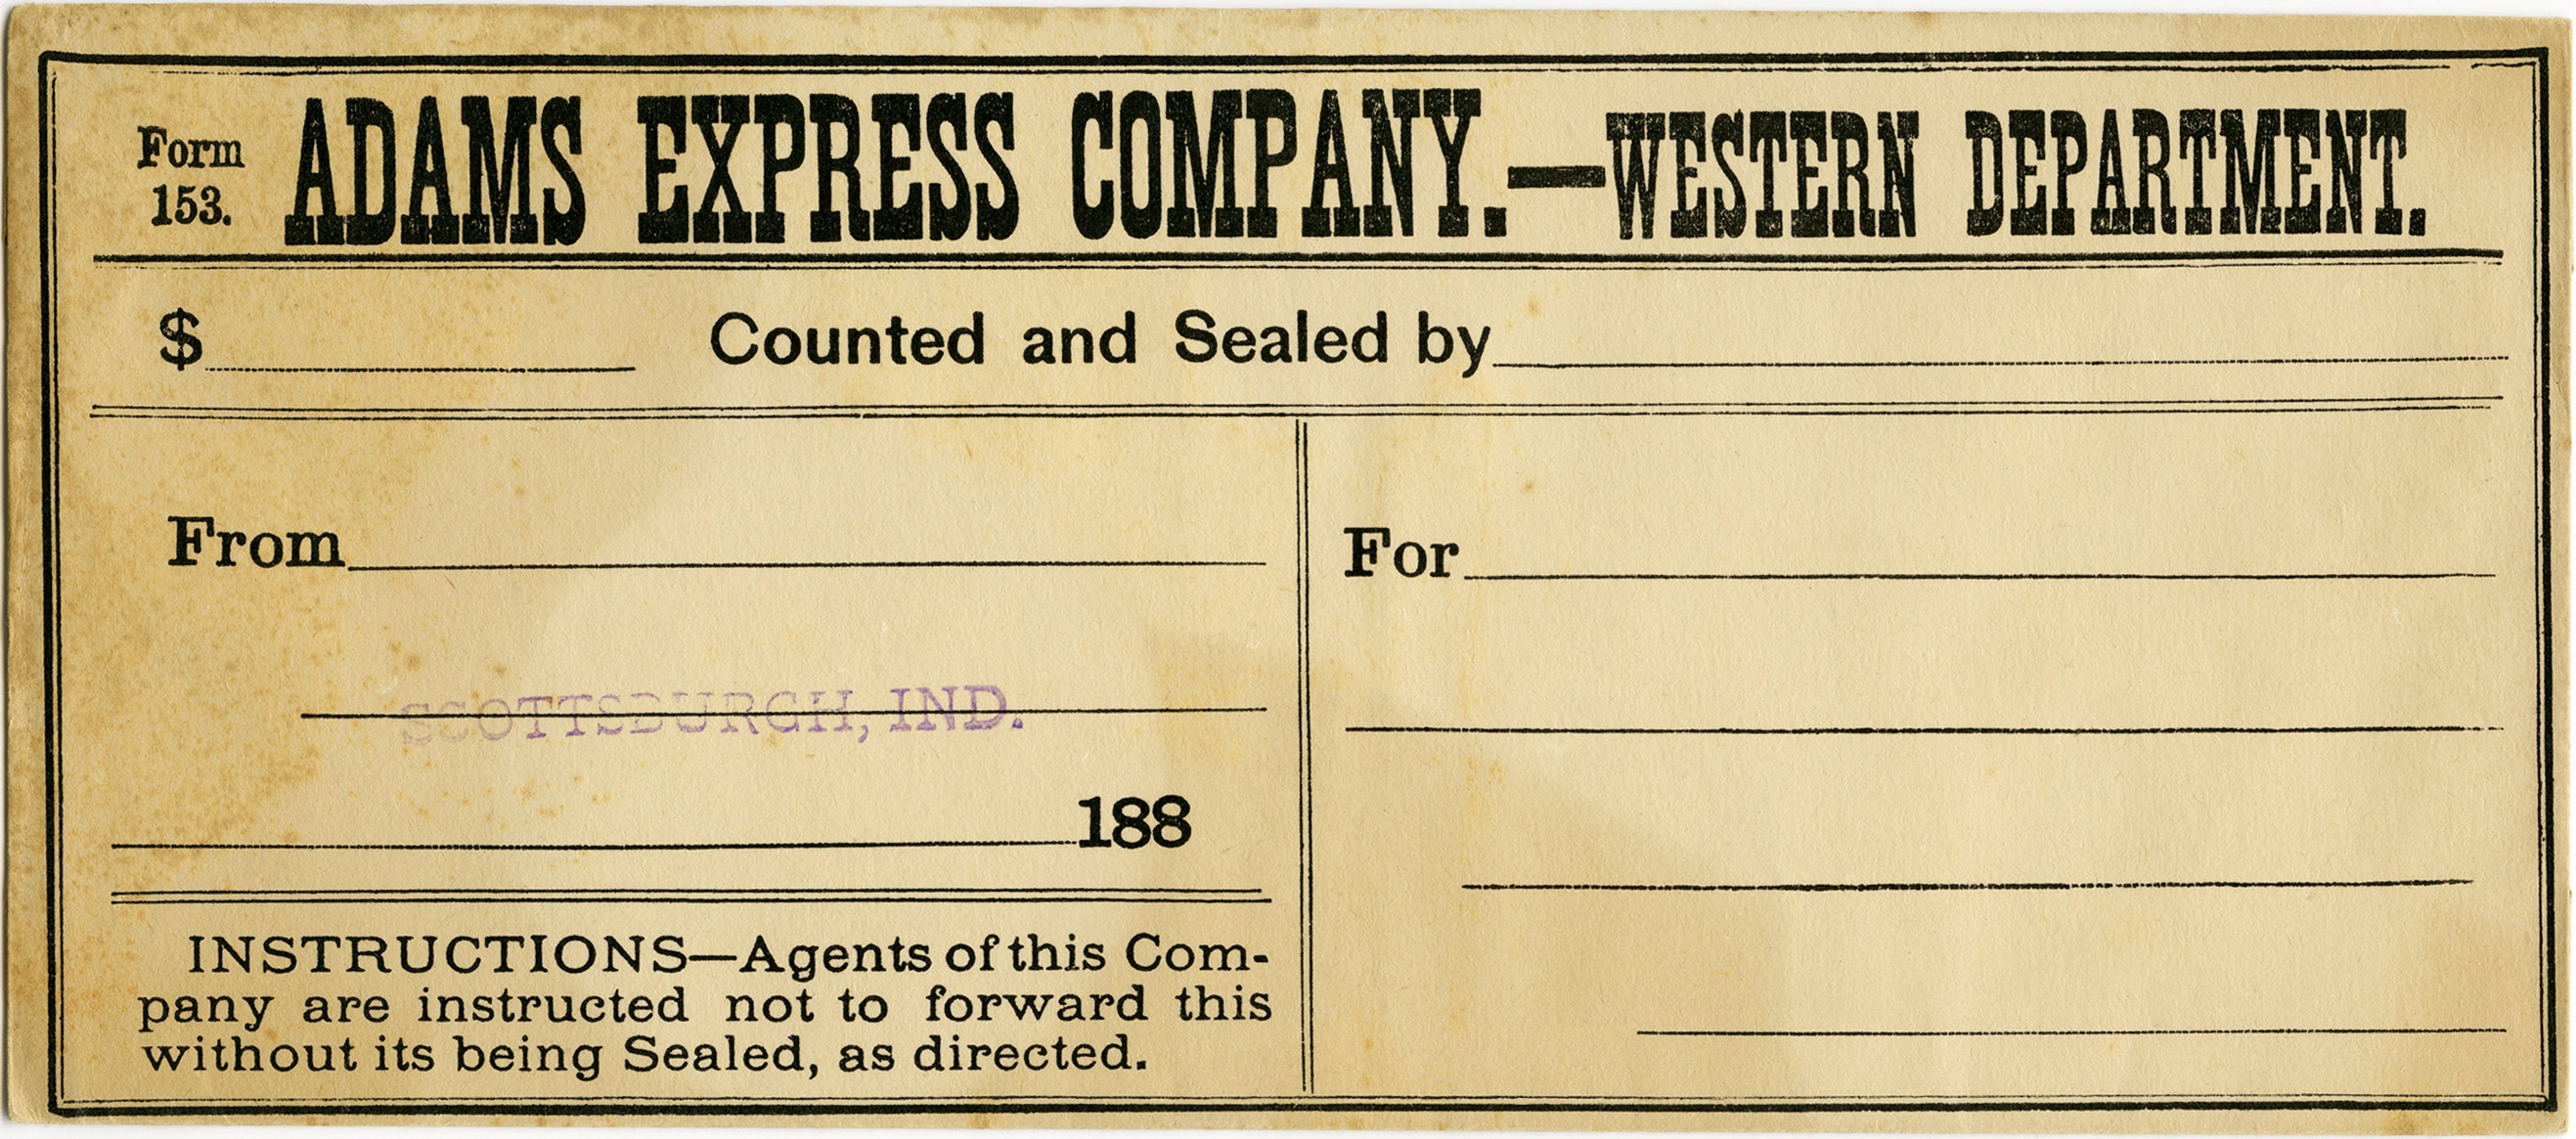 Form
153.
ADAMS EXPRESS COMPANY.—WESTERN DEPARTMENT.
$ Counted and Sealed by
From
For
SCOTTSBURGH, IND.
188
INSTRUCTIONS—Agents of this Com-
pany are instructed not to forward this
without its being Sealed, as directed.